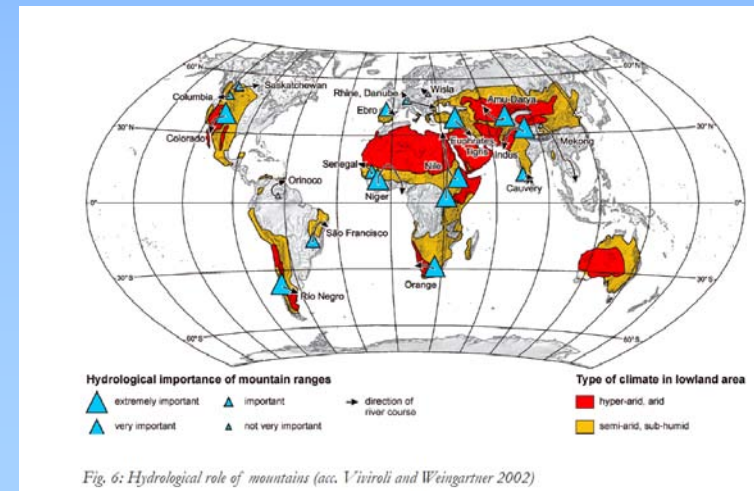 60°N
60°N
Saskatchewan
Columbia
Rhine, Danube
Wisla
Ebro
Amu-Darya
30°N
30°N
Colorado
Euphrates,
Tigris
Indus
Mekong
Senegal
Nile
Orinoco
Niger
Cauvery
0°
0°
São Francisco
30°S
30°S
Orange
Río Negro
60°S
60°S
Hydrological importance of mountain ranges
Type of climate in lowland area
extremely important
important
direction of
river course
hyper-arid, arid
very important
not very important
semi-arid, sub-humid
Fig. 6: Hydrological role of mountains (acc. Viviroli and Weingartner 2002)